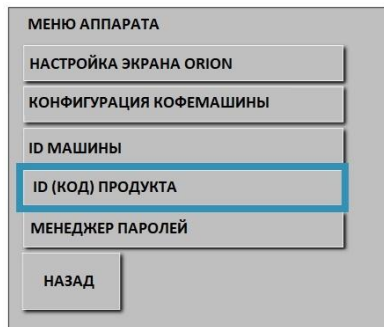 МЕНЮ АППАРАТА
НАСТРОЙКА ЭКРАНА ORION
КОНФИГУРАЦИЯ КОФЕМАШИНЫ
ID МАШИНЫ
ID (КОД) ПРОДУКТА
МЕНЕДЖЕР ПАРОЛЕЙ
НАЗАД